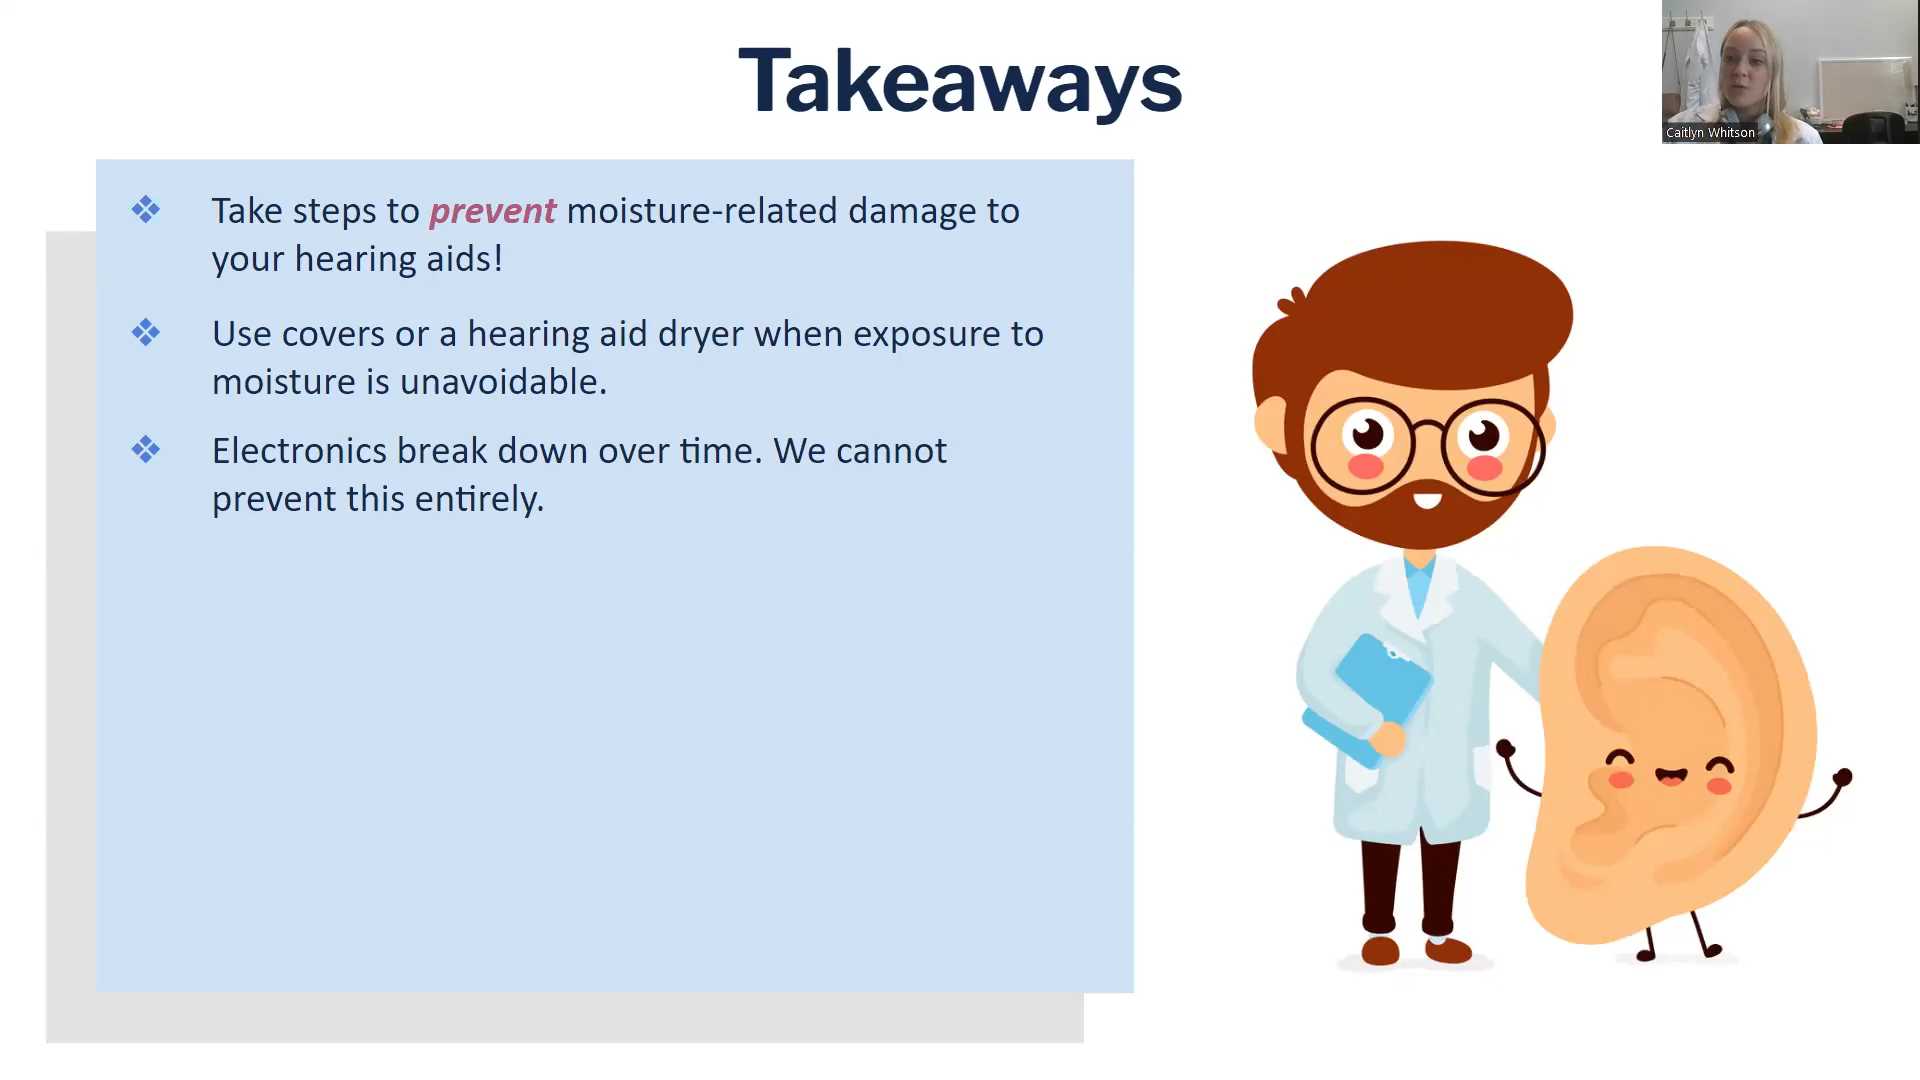 Takeaways
Caitlyn Whitson
❖ Take steps to prevent moisture-related damage to
your hearing aids!
❖ Use covers or a hearing aid dryer when exposure to
moisture is unavoidable.
❖ Electronics break down over time. We cannot
prevent this entirely.